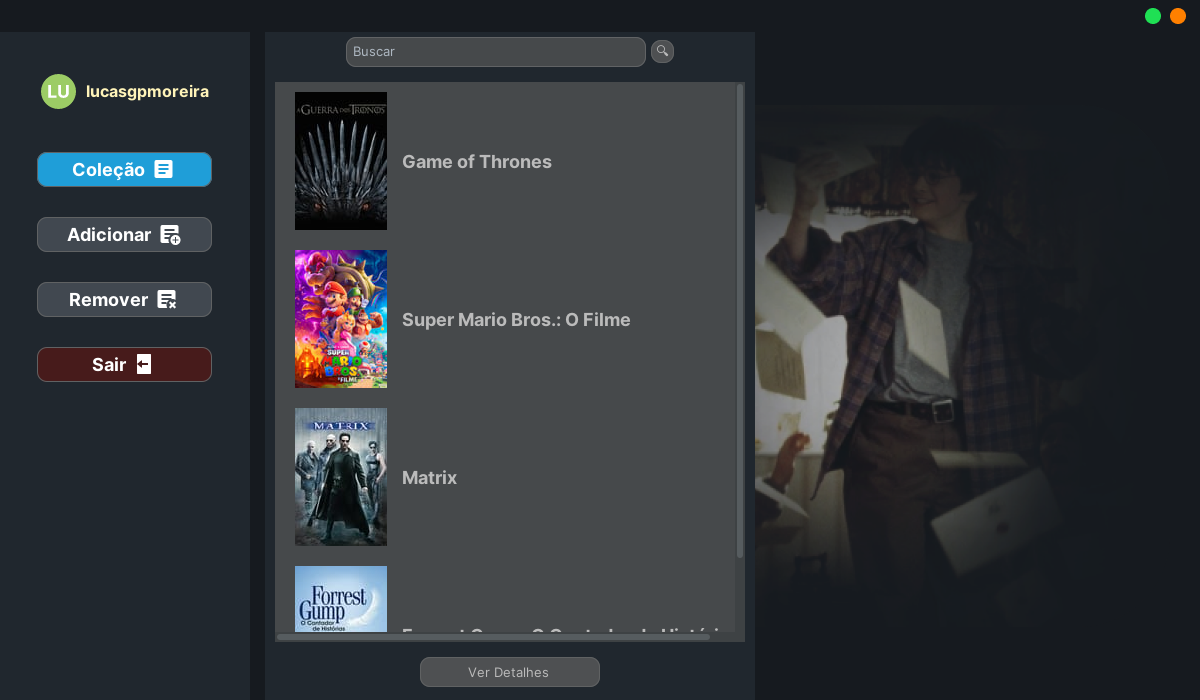 Buscar
LU lucasgpmoreira
Coleção
Adicionar
Remover
Sair
A GUERRA DOS TRONOS
Game of Thrones
SUPER
MARIO
BROS
O FILME
Super Mario Bros.: O Filme
MATRIX
Matrix
Forrest
Gump
O Contador
de Histórias
Ver Detalhes